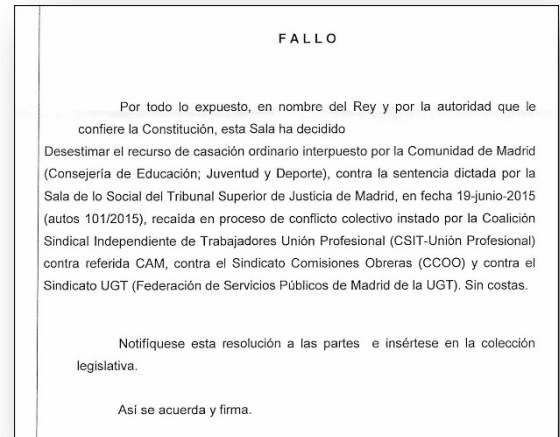 FALLO
Por todo lo expuesto, en nombre del Rey y por la autoridad que le
confiere la Constitución, esta Sala ha decidido
Desestimar el recurso de casación ordinario interpuesto por la Comunidad de Madrid
(Consejería de Educación; Juventud y Deporte), contra la sentencia dictada por la
Sala de lo Social del Tribunal Superior de Justicia de Madrid, en fecha 19-junio-2015
(autos 101/2015), recaída en proceso de conflicto colectivo instado por la Coalición
Sindical Independiente de Trabajadores Unión Profesional (CSIT-Unión Profesional)
contra referida CAM, contra el Sindicato Comisiones Obreras (CCOO) y contra el
Sindicato UGT (Federación de Servicios Públicos de Madrid de la UGT). Sin costas.
Notifíquese esta resolución a las partes e insértese en la colección
legislativa.
Así se acuerda y firma.